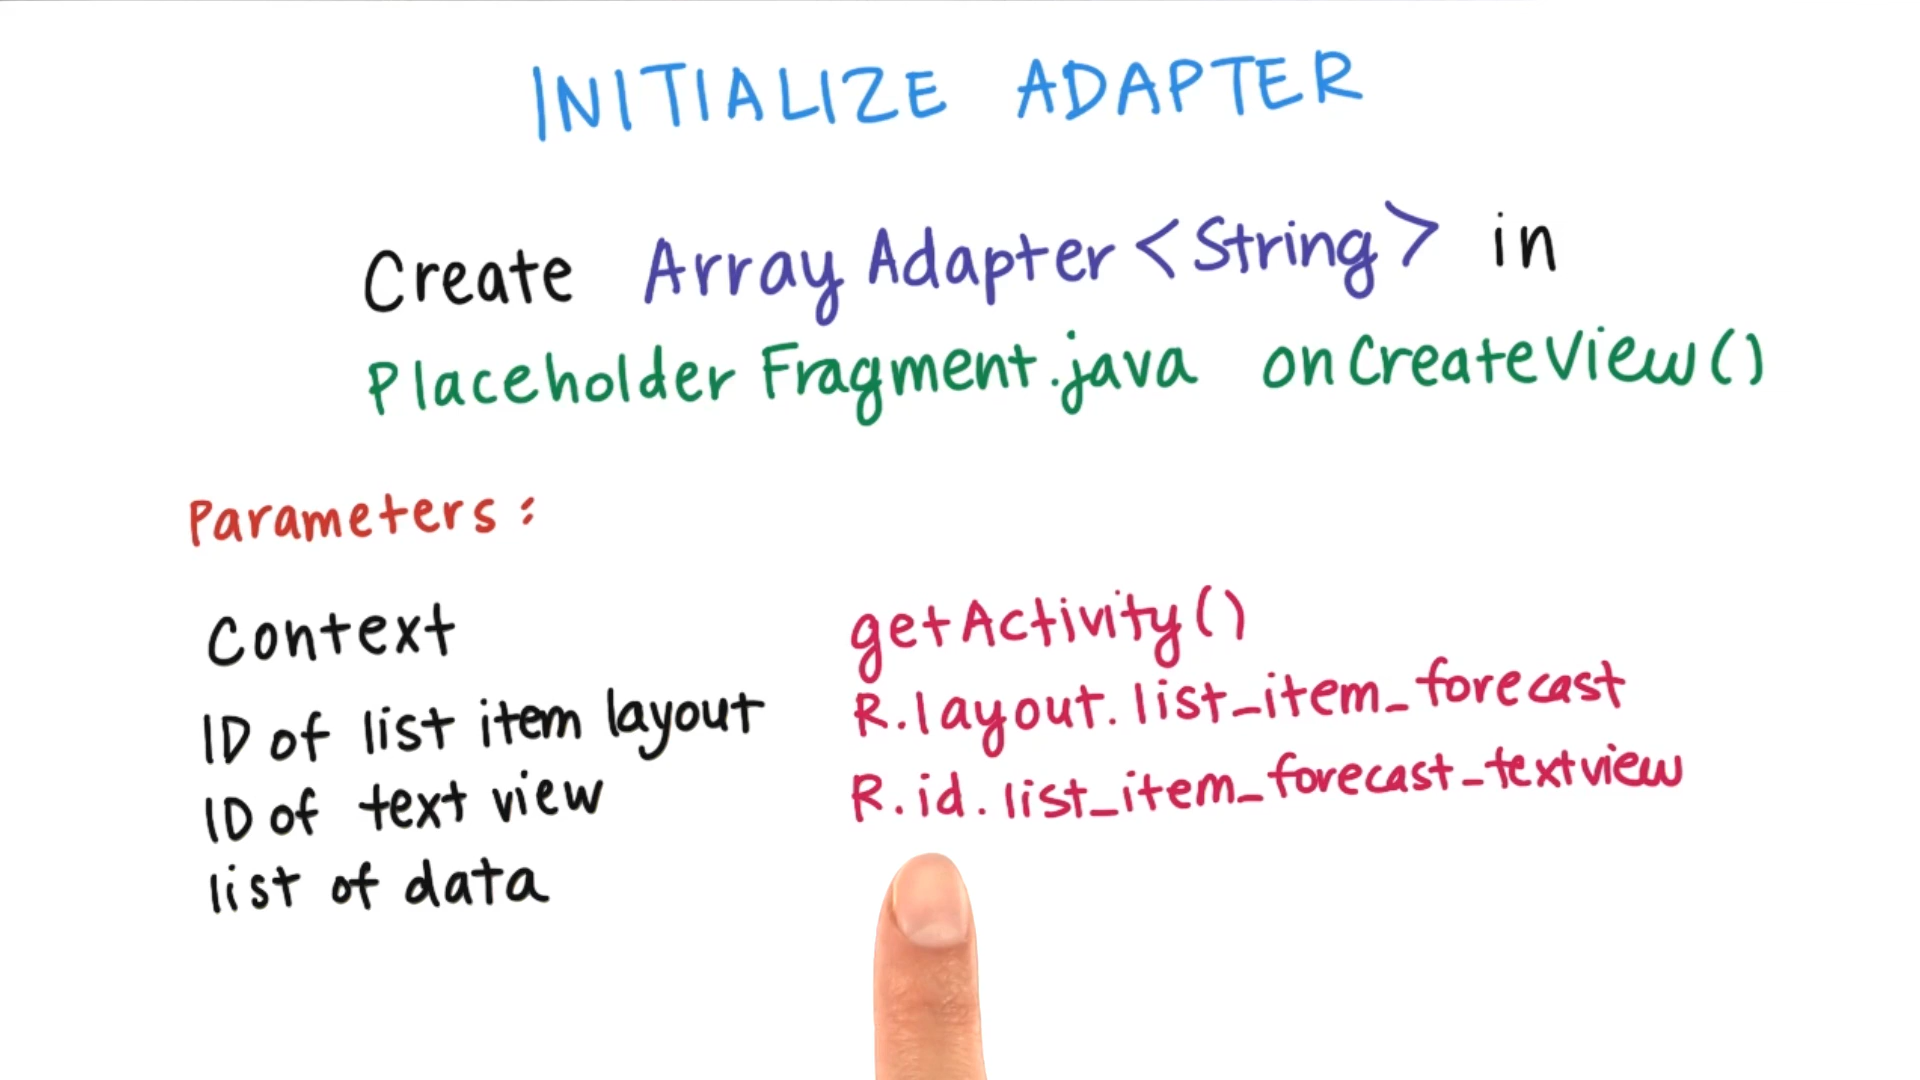 INITIALIZE ADAPTER
Create ArrayAdapter<String> in
PlaceholderFragment.java onCreateView()
Parameters:
Context getActivity()
ID of list item layout R.layout.list_item_forecast
ID of text view R.id.list_item_forecast_textview
list of data